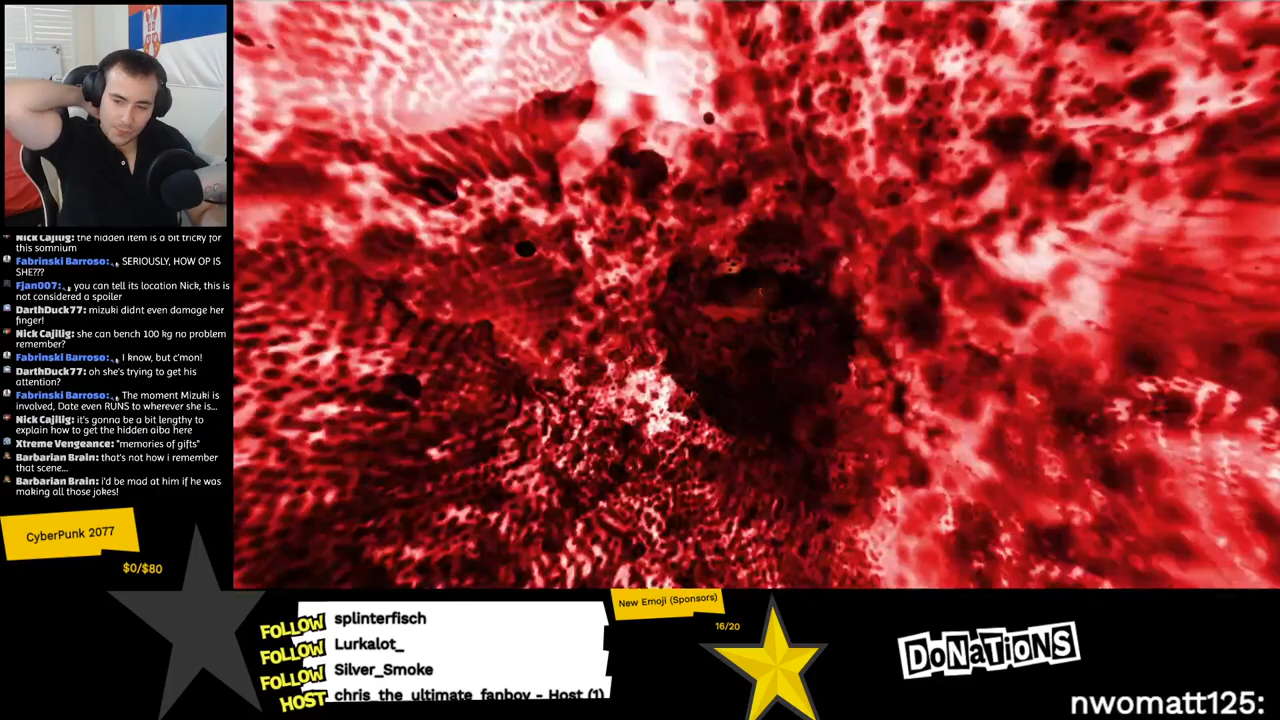 Nick Cajilig: the hidden item is a bit tricky for
this somnium
Fabrinski Barroso: SERIOUSLY, HOW OP IS
SHE???
Fjan007: you can tell its location Nick, this is
not considered a spoiler
DarthDuck77: mizuki didnt even damage her
finger!
Nick Cajilig: she can bench 100 kg no problem
remember?
Fabrinski Barroso: I know, but c'mon!
DarthDuck77: oh she's trying to get his
attention?
Fabrinski Barroso: The moment Mizuki is
involved, Date even RUNS to wherever she is...
Nick Cajilig: it's gonna be a bit lengthy to
explain how to get the hidden aiba here
Xtreme Vengeance: "memories of gifts"
Barbarian Brain: that's not how i remember
that scene...
Barbarian Brain: i'd be mad at him if he was
making all those jokes!
CyberPunk 2077
$0/$80
FOLLOW splinterfisch
FOLLOW Lurkalot_
FOLLOW Silver_Smoke
HOST chris_the_ultimate_fanboy - Host (1)
New Emoji (Sponsors)
16/20
DoNaTiONS
nwomatt125: